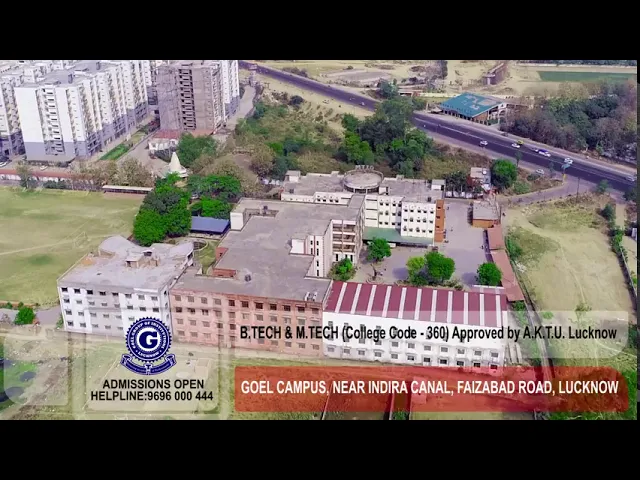 B.TECH & M.TECH (College Code - 360) Approved by A.K.T.U. Lucknow
G
ADMISSIONS OPEN
HELPLINE:9696 000 444
GOEL CAMPUS, NEAR INDIRA CANAL, FAIZABAD ROAD, LUCKNOW